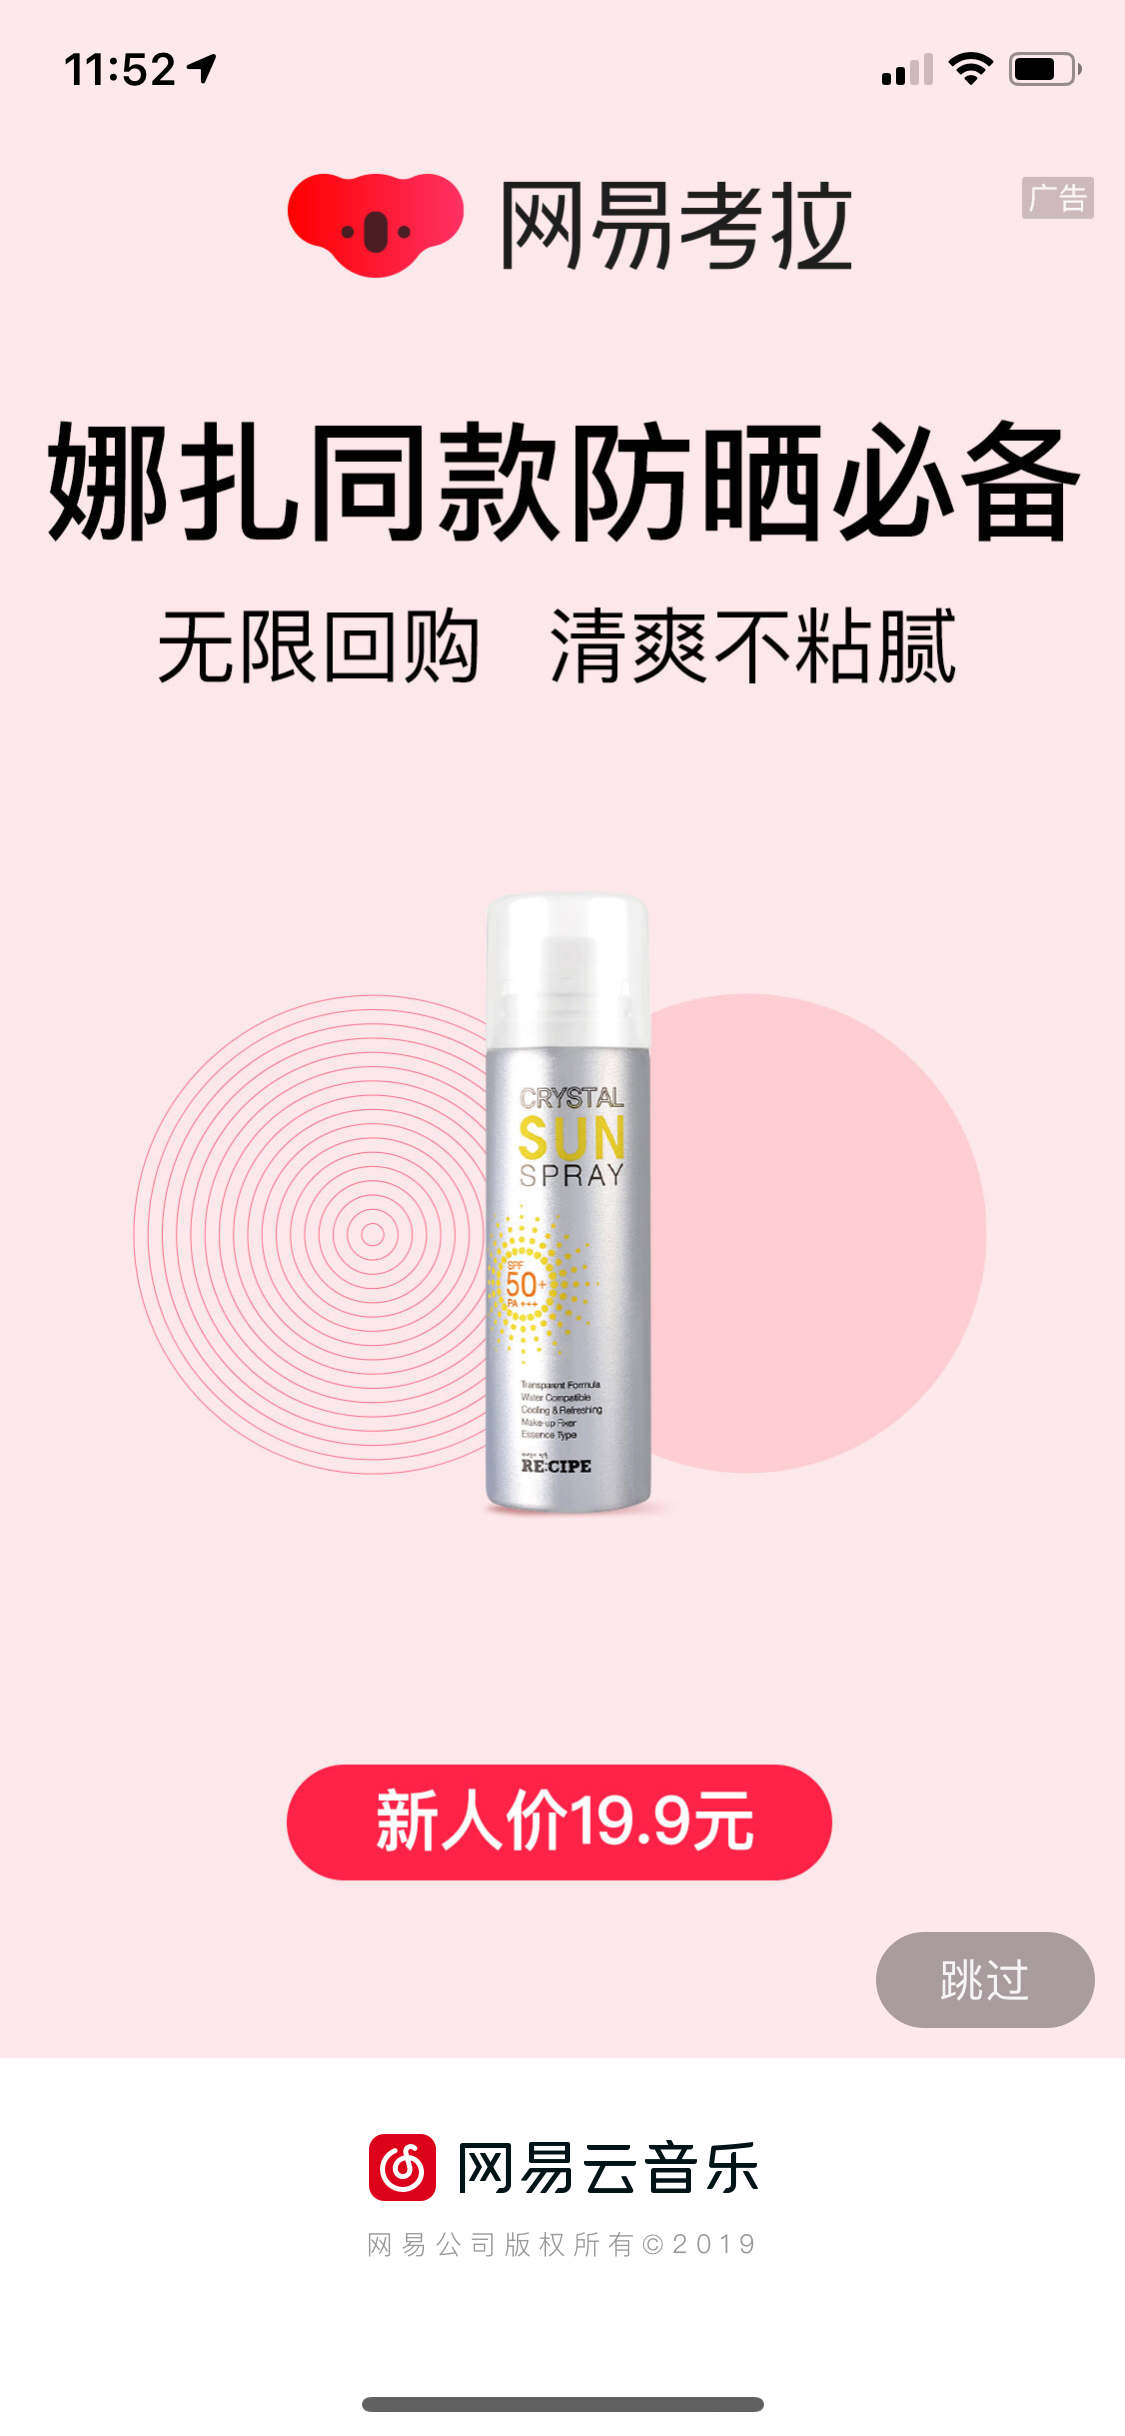 11:52
网易考拉
广告
娜扎同款防晒必备
无限回购 清爽不粘腻
CRYSTAL
SUN
SPRAY
SPF
50+
PA +++
Transparent Formula
Water Compatible
Cooling & Refreshing
Make-up Fixer
Essence Type
RE:CIPE
新人价19.9元
跳过
网易云音乐
网易公司版权所有©2019